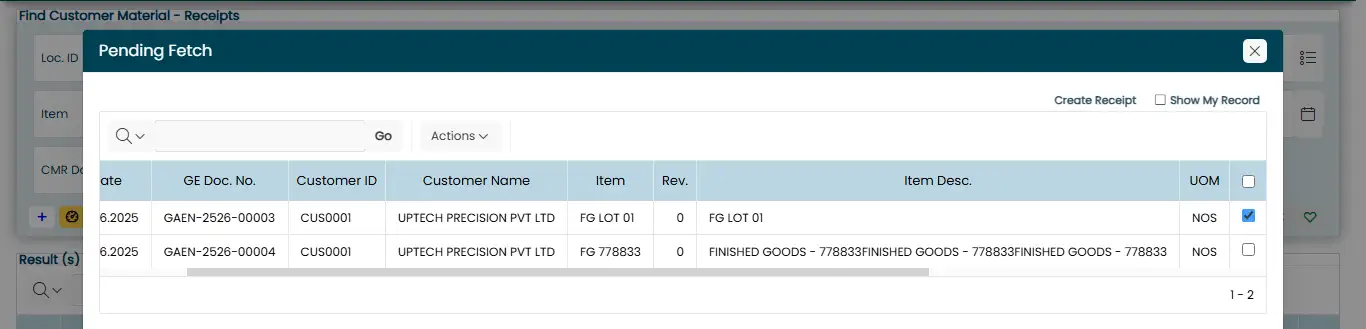 Find Customer Material - Receipts
Pending Fetch
Loc. ID
Create Receipt Show My Record
Item
Go Actions
CMR Do
ate GE Doc. No. Customer ID Customer Name Item Rev. Item Desc. UOM
6.2025 GAEN-2526-00003 CUS0001 UPTECH PRECISION PVT LTD FG LOT 01 0 FG LOT 01 NOS
6.2025 GAEN-2526-00004 CUS0001 UPTECH PRECISION PVT LTD FG 778833 0 FINISHED GOODS - 778833FINISHED GOODS - 778833FINISHED GOODS - 778833 NOS
Result (s)
1 - 2